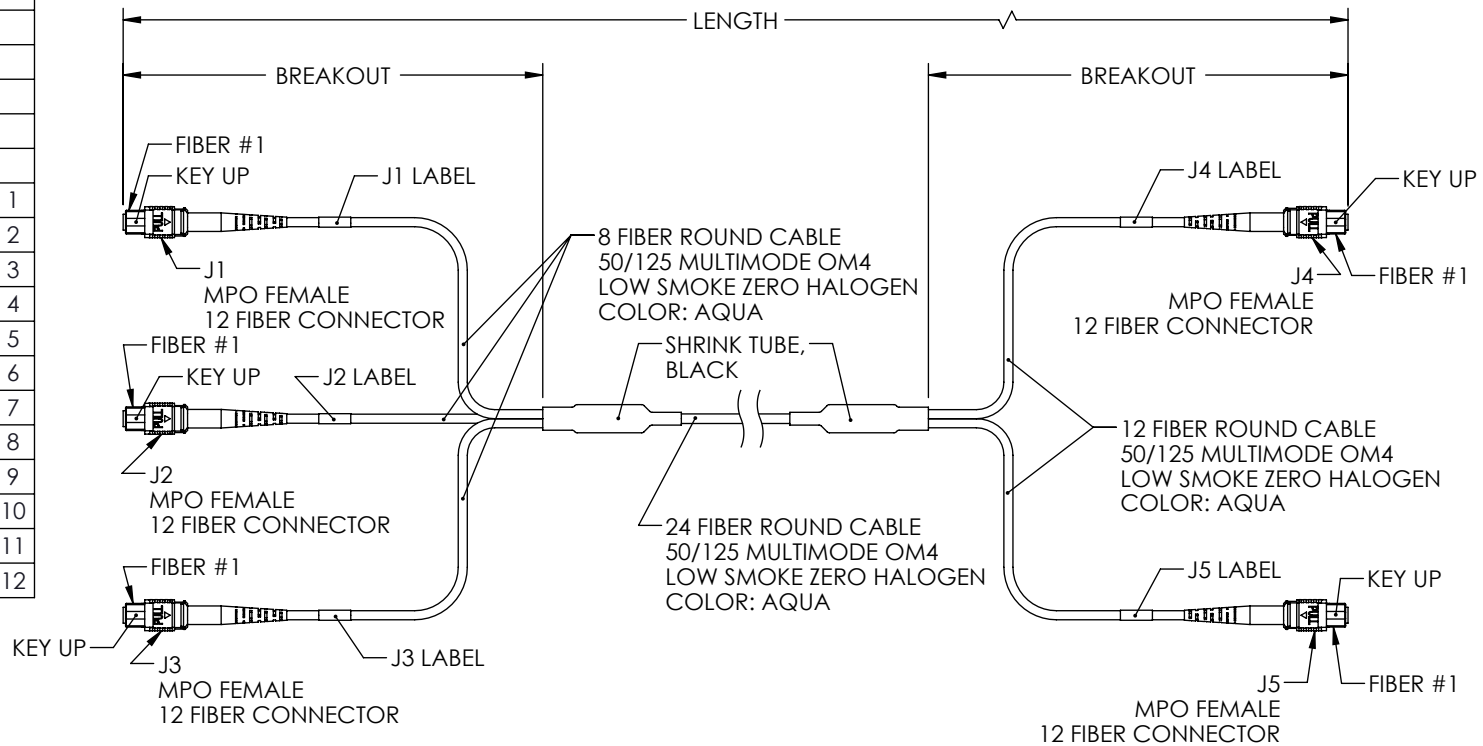 LENGTH
BREAKOUT
BREAKOUT
FIBER #1
KEY UP
J1 LABEL
J4 LABEL
KEY UP
1
2
3
4
5
6
7
8
9
10
11
12
PULL
J1
MPO FEMALE
12 FIBER CONNECTOR
8 FIBER ROUND CABLE
50/125 MULTIMODE OM4
LOW SMOKE ZERO HALOGEN
COLOR: AQUA
PULL
J4
FIBER #1
MPO FEMALE
12 FIBER CONNECTOR
FIBER #1
KEY UP
J2 LABEL
SHRINK TUBE,
BLACK
PULL
J2
MPO FEMALE
12 FIBER CONNECTOR
12 FIBER ROUND CABLE
50/125 MULTIMODE OM4
LOW SMOKE ZERO HALOGEN
COLOR: AQUA
24 FIBER ROUND CABLE
50/125 MULTIMODE OM4
LOW SMOKE ZERO HALOGEN
COLOR: AQUA
FIBER #1
J5 LABEL
KEY UP
PULL
PULL
KEY UP
J3
MPO FEMALE
12 FIBER CONNECTOR
J3 LABEL
J5
FIBER #1
MPO FEMALE
12 FIBER CONNECTOR